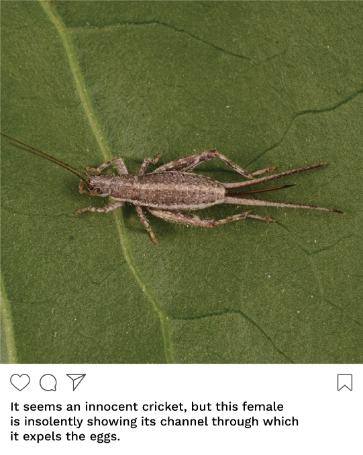 It seems an innocent cricket, but this female
is insolently showing its channel through which
it expels the eggs.